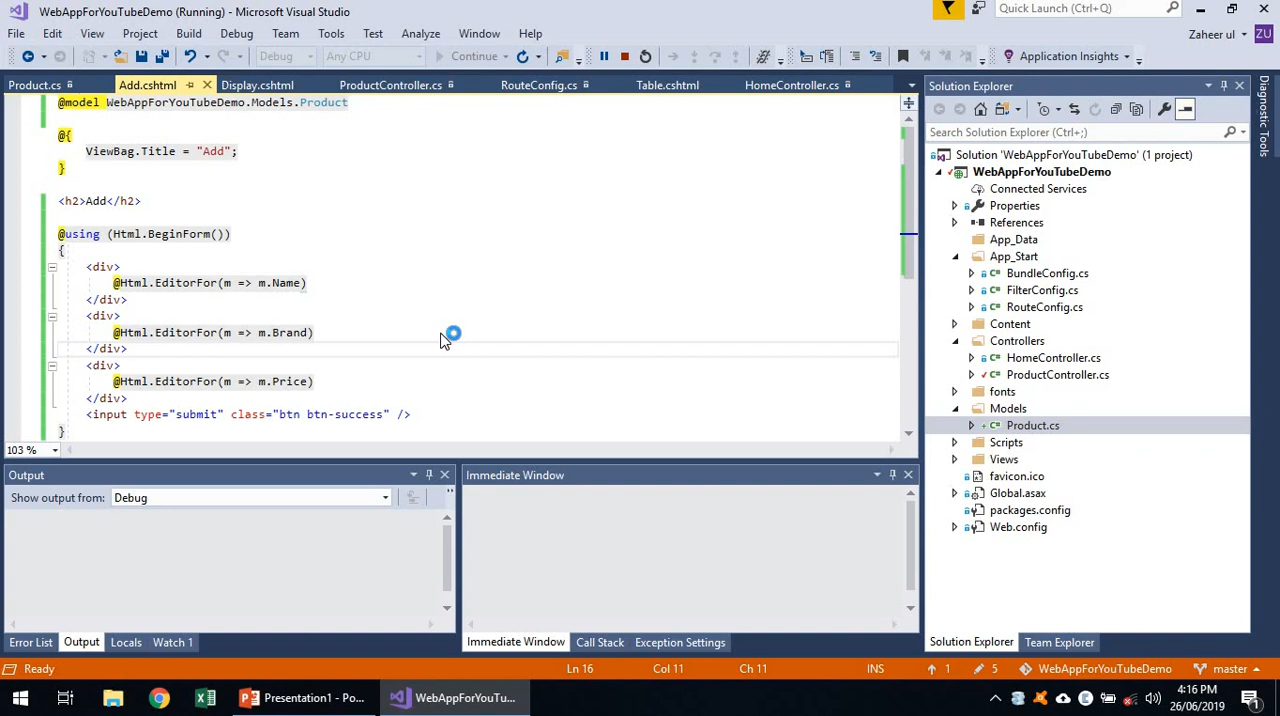 WebAppForYouTubeDemo (Running) - Microsoft Visual Studio
Quick Launch (Ctrl+;)
File Edit View Project Build Debug Team Tools Test Analyze Window Help
Zaheer ul ZU
Debug Any CPU Continue Application Insights
Product.cs Add.cshtml Display.cshtml ProductController.cs RouteConfig.cs Table.cshtml HomeController.cs
@model WebAppForYouTubeDemo.Models.Product
@{
ViewBag.Title = "Add";
}
<h2>Add</h2>
@using (Html.BeginForm())
{
<div>
@Html.EditorFor(m => m.Name)
</div>
<div>
@Html.EditorFor(m => m.Brand)
</div>
<div>
@Html.EditorFor(m => m.Price)
</div>
<input type="submit" class="btn btn-success" />
}
103 %
Output
Show output from: Debug
Immediate Window
Error List Output Locals Watch 1
Immediate Window Call Stack Exception Settings
Solution Explorer
Search Solution Explorer (Ctrl+;)
Solution 'WebAppForYouTubeDemo' (1 project)
WebAppForYouTubeDemo
Connected Services
Properties
References
App_Data
App_Start
BundleConfig.cs
FilterConfig.cs
RouteConfig.cs
Content
Controllers
HomeController.cs
ProductController.cs
fonts
Models
Product.cs
Scripts
Views
favicon.ico
Global.asax
packages.config
Web.config
Solution Explorer Team Explorer
Diagnostic Tools
Ready Ln 16 Col 11 Ch 11 INS 1 5 WebAppForYouTubeDemo master
Presentation1 - Po... WebAppForYouTu...
4:16 PM
26/06/2019
1